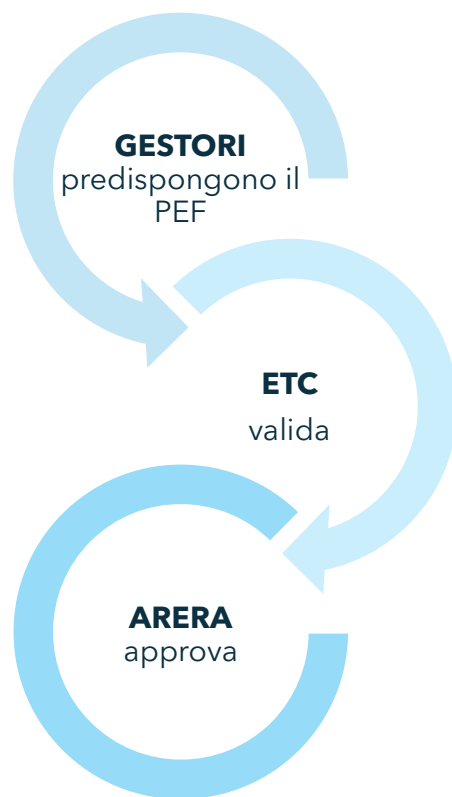 GESTORI
predispongono il
PEF
ETC
valida
ARERA
approva